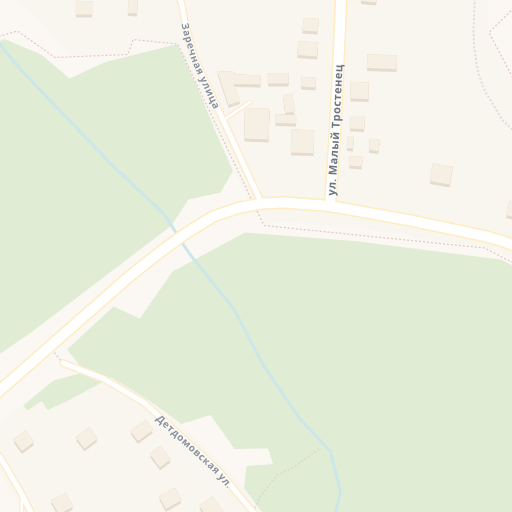 Заречная улица
ул. Малый Тростенец
Детдомовская ул.